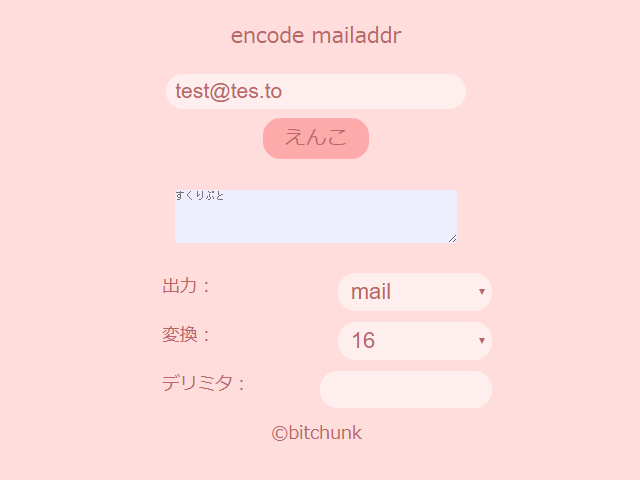 encode mailaddr
test@tes.to
えんこ
すくりぷと
出力：
mail
変換：
16
デリミタ：
©bitchunk